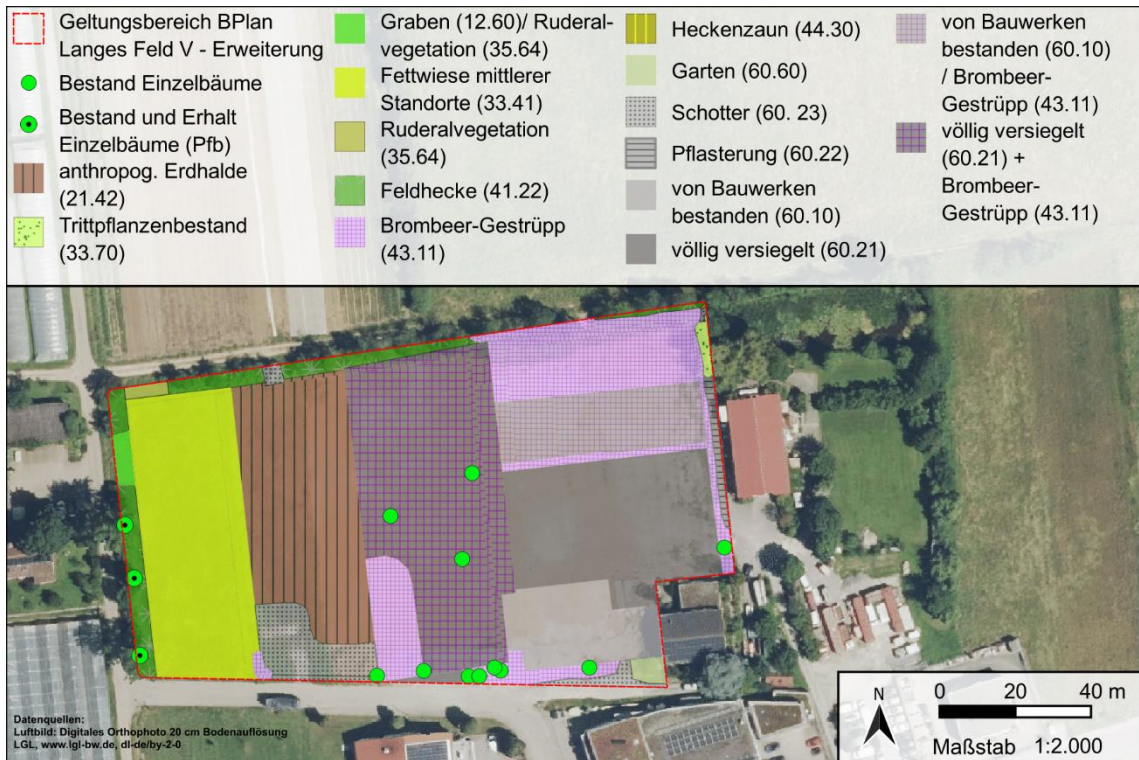 Geltungsbereich BPlan
Langes Feld V - Erweiterung
Bestand Einzelbäume
Bestand und Erhalt
Einzelbäume (Pfb)
anthropog. Erdhalde
(21.42)
Trittpflanzenbestand
(33.70)
Graben (12.60)/ Ruderal-
vegetation (35.64)
Fettwiese mittlerer
Standorte (33.41)
Ruderalvegetation
(35.64)
Feldhecke (41.22)
Brombeer-Gestrüpp
(43.11)
Heckenzaun (44.30)
Garten (60.60)
Schotter (60. 23)
Pflasterung (60.22)
von Bauwerken
bestanden (60.10)
völlig versiegelt (60.21)
von Bauwerken
bestanden (60.10)
/ Brombeer-
Gestrüpp (43.11)
völlig versiegelt
(60.21) +
Brombeer-
Gestrüpp (43.11)
Datenquellen:
Luftbild: Digitales Orthophoto 20 cm Bodenauflösung
LGL, www.lgl-bw.de, dl-de/by-2-0
N
0 20 40 m
Maßstab 1:2.000